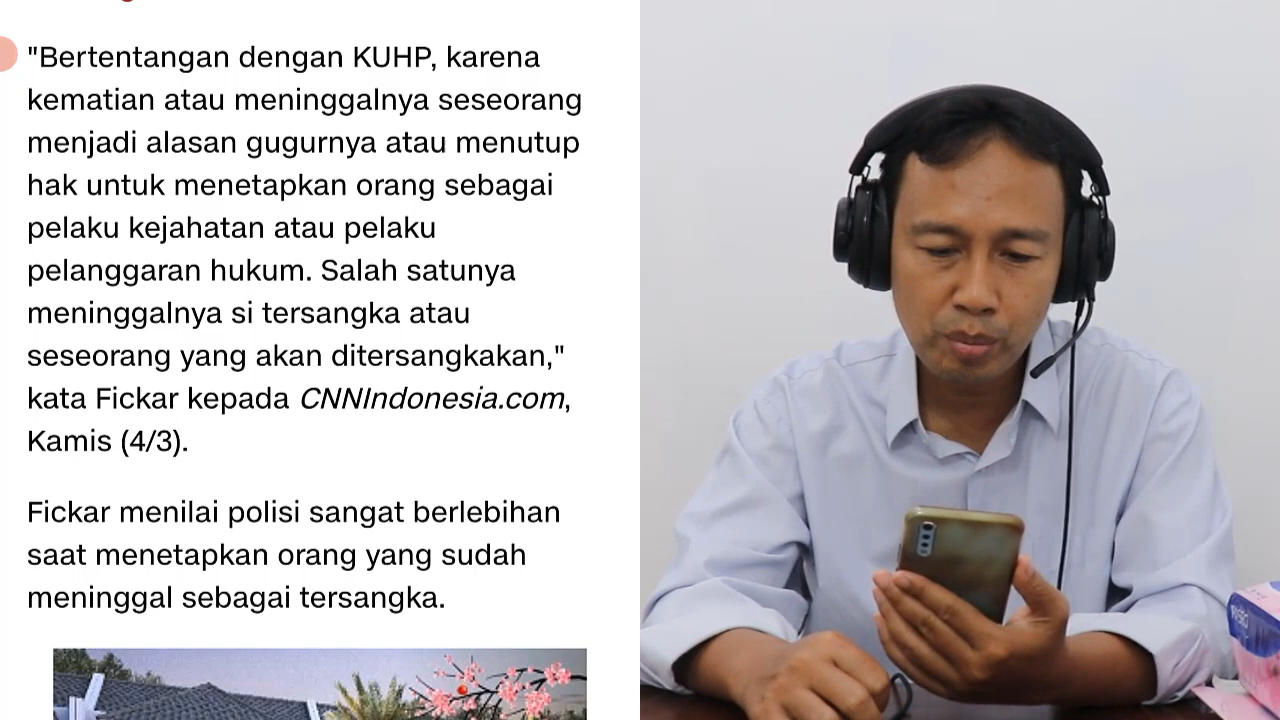 "Bertentangan dengan KUHP, karena
kematian atau meninggalnya seseorang
menjadi alasan gugurnya atau menutup
hak untuk menetapkan orang sebagai
pelaku kejahatan atau pelaku
pelanggaran hukum. Salah satunya
meninggalnya si tersangka atau
seseorang yang akan ditersangkakan,"
kata Fickar kepada CNNIndonesia.com,
Kamis (4/3).
Fickar menilai polisi sangat berlebihan
saat menetapkan orang yang sudah
meninggal sebagai tersangka.